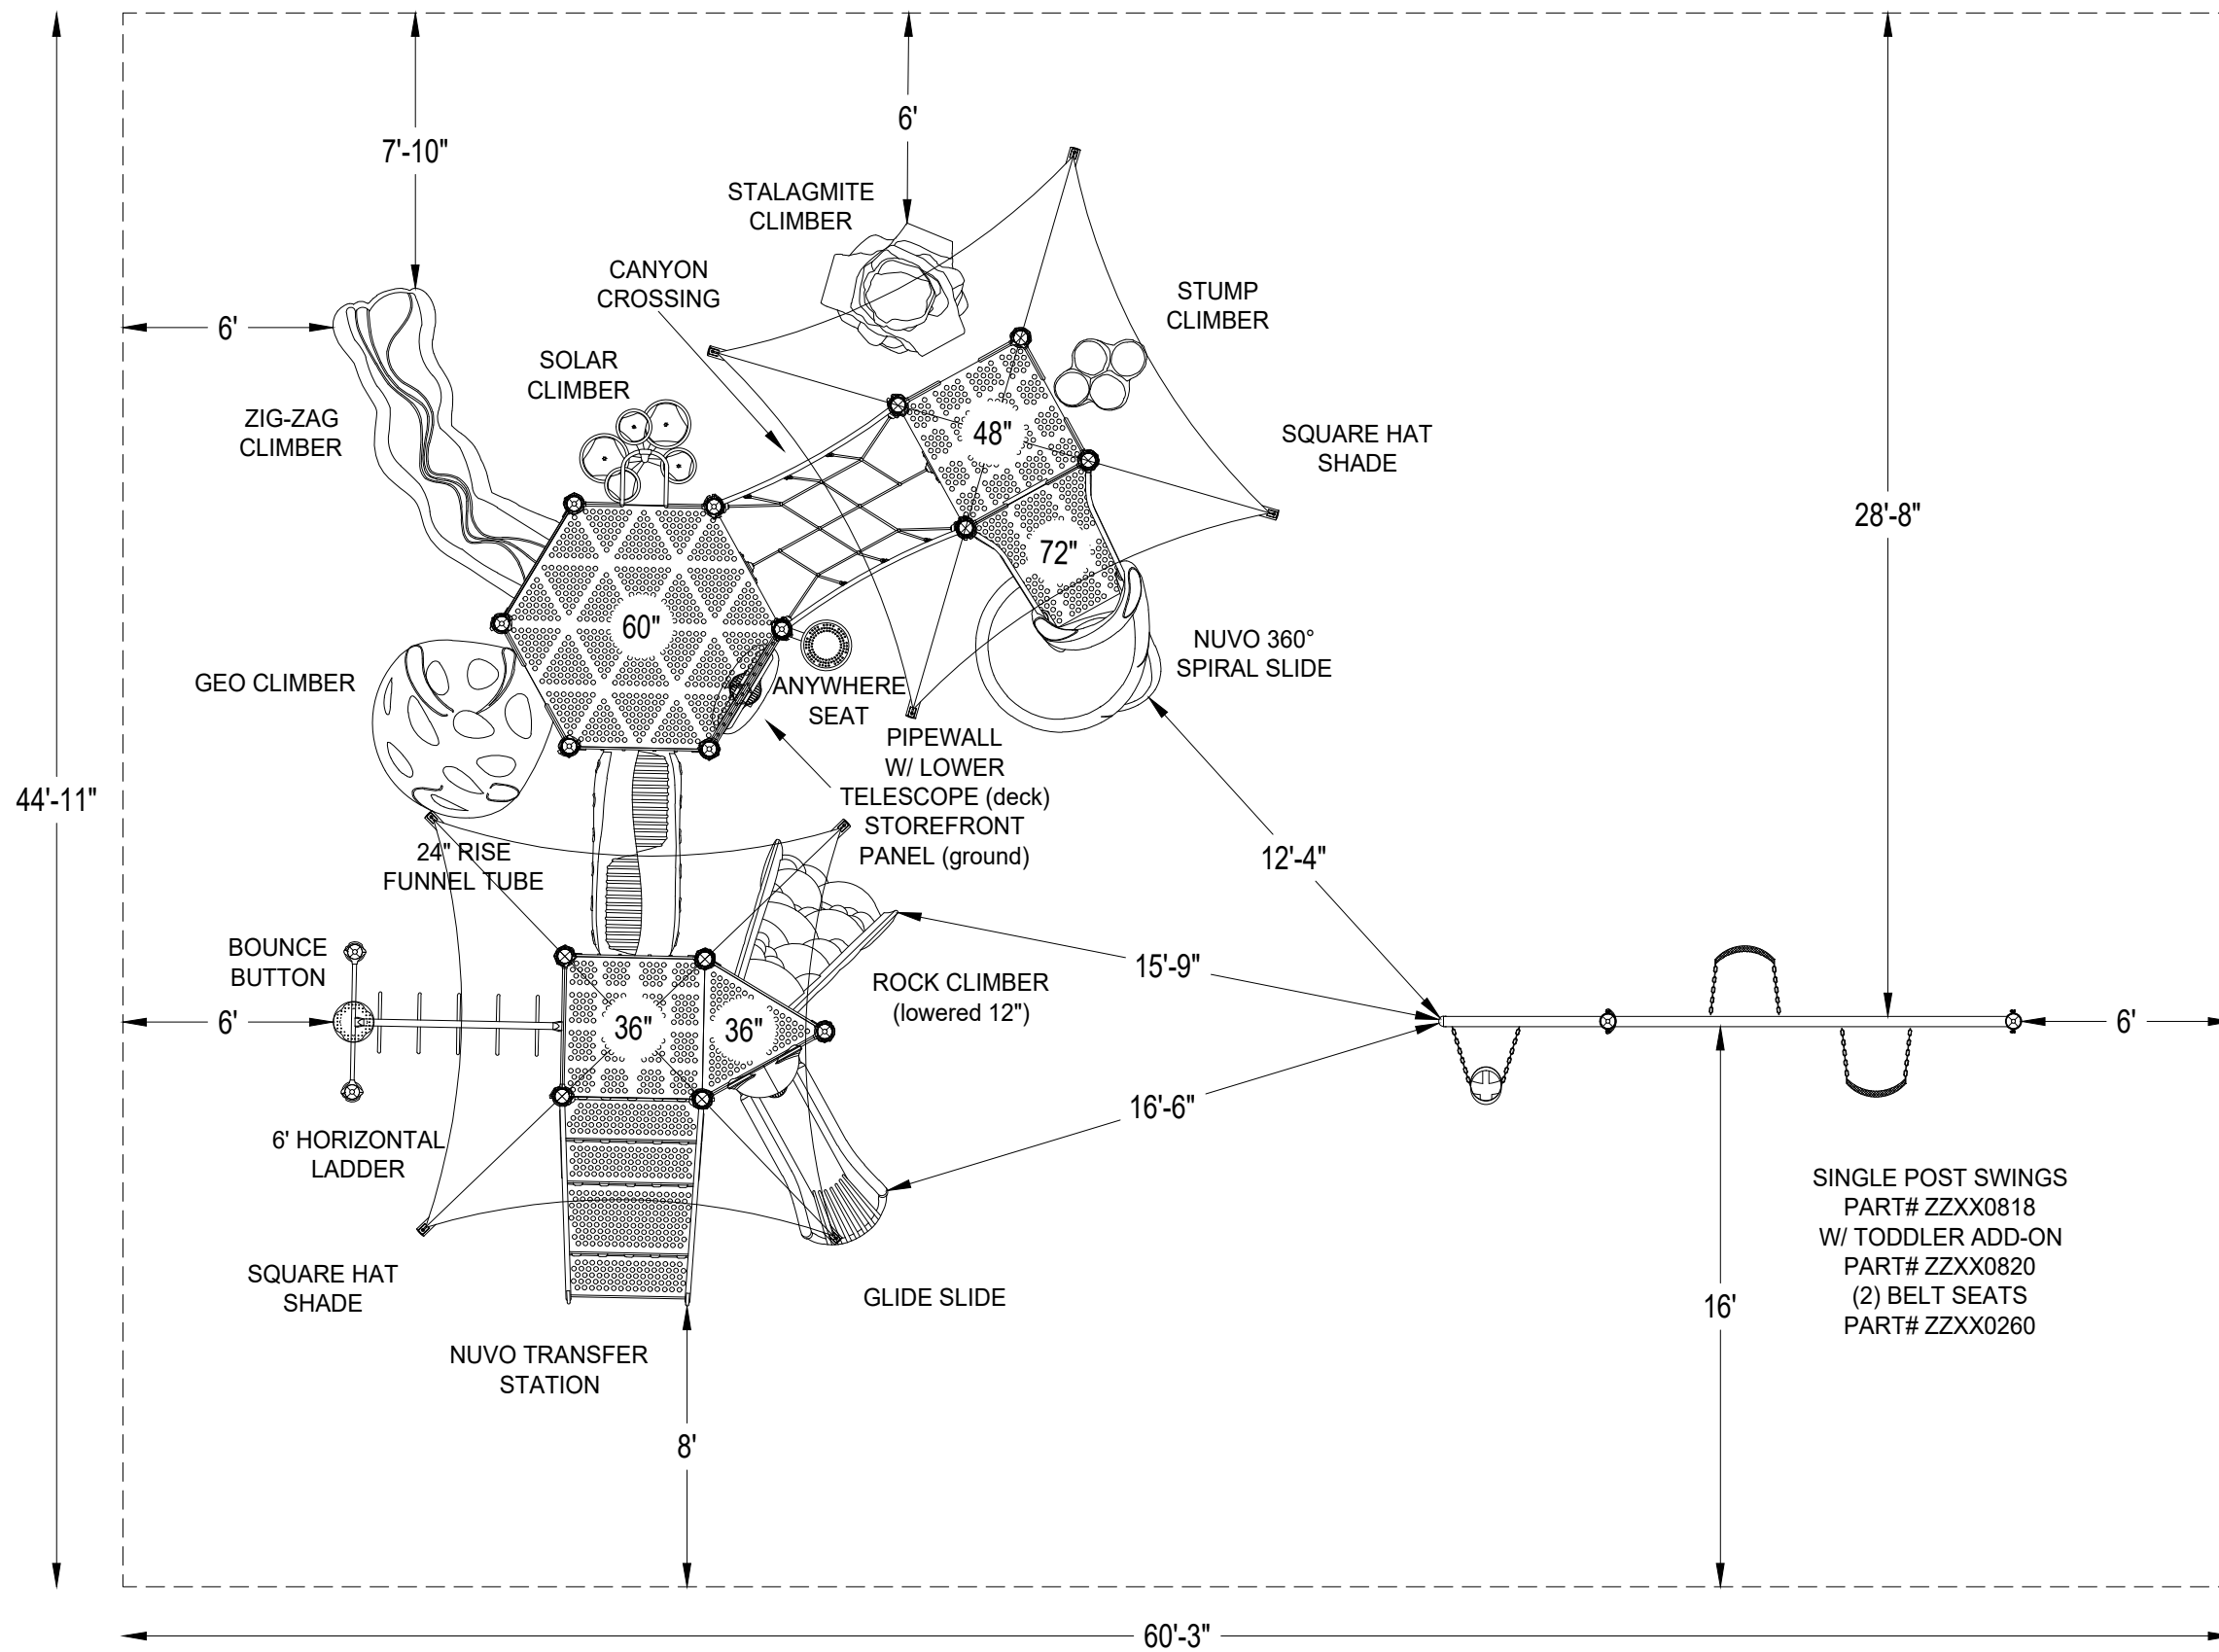 6'
7'-10"
STALAGMITE
CLIMBER
CANYON
CROSSING
STUMP
CLIMBER
6'
SOLAR
CLIMBER
ZIG-ZAG
CLIMBER
48"
SQUARE HAT
SHADE
28'-8"
72"
60"
NUVO 360°
SPIRAL SLIDE
GEO CLIMBER
ANYWHERE
SEAT
PIPEWALL
W/ LOWER
TELESCOPE (deck)
STOREFRONT
PANEL (ground)
44'-11"
24" RISE
FUNNEL TUBE
12'-4"
BOUNCE
BUTTON
15'-9"
ROCK CLIMBER
(lowered 12")
6'
36"
36"
6'
16'-6"
6' HORIZONTAL
LADDER
SINGLE POST SWINGS
PART# ZZXX0818
W/ TODDLER ADD-ON
PART# ZZXX0820
(2) BELT SEATS
PART# ZZXX0260
SQUARE HAT
SHADE
GLIDE SLIDE
16'
NUVO TRANSFER
STATION
8'
60'-3"